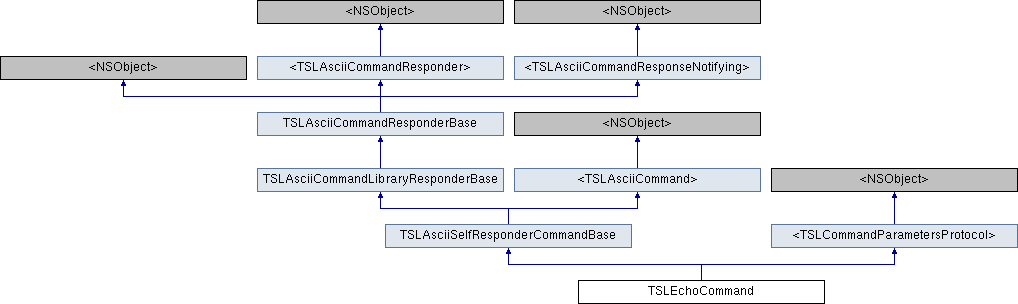 <NSObject>
<NSObject>
<NSObject>
<TSLAsciiCommandResponder>
<TSLAsciiCommandResponseNotifying>
TSLAsciiCommandResponderBase
<NSObject>
TSLAsciiCommandLibraryResponderBase
<TSLAsciiCommand>
<NSObject>
TSLAsciiSelfResponderCommandBase
<TSLCommandParametersProtocol>
TSLEchoCommand